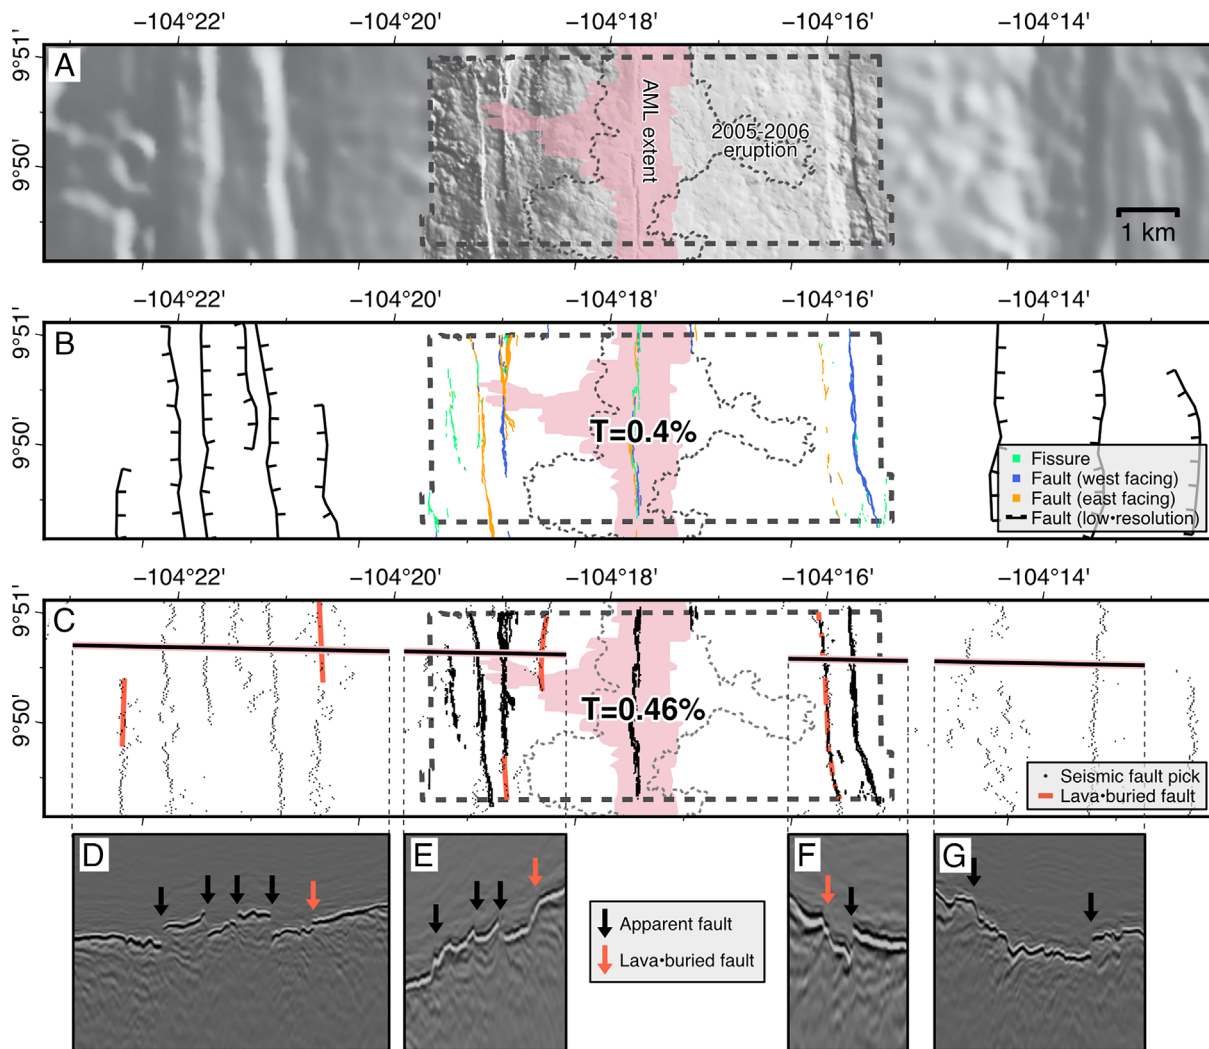 −104°22' −104°20' −104°18' −104°16' −104°14'
9°51'
A
AML extent
2005-2006
eruption
9°50'
1 km
−104°22' −104°20' −104°18' −104°16' −104°14'
9°51'
B
T=0.4%
9°50'
Fissure
Fault (west facing)
Fault (east facing)
Fault (low•resolution)
−104°22' −104°20' −104°18' −104°16' −104°14'
9°51'
C
9°50'
T=0.46%
Seismic fault pick
Lava•buried fault
D
E
F
G
Apparent fault
Lava•buried fault